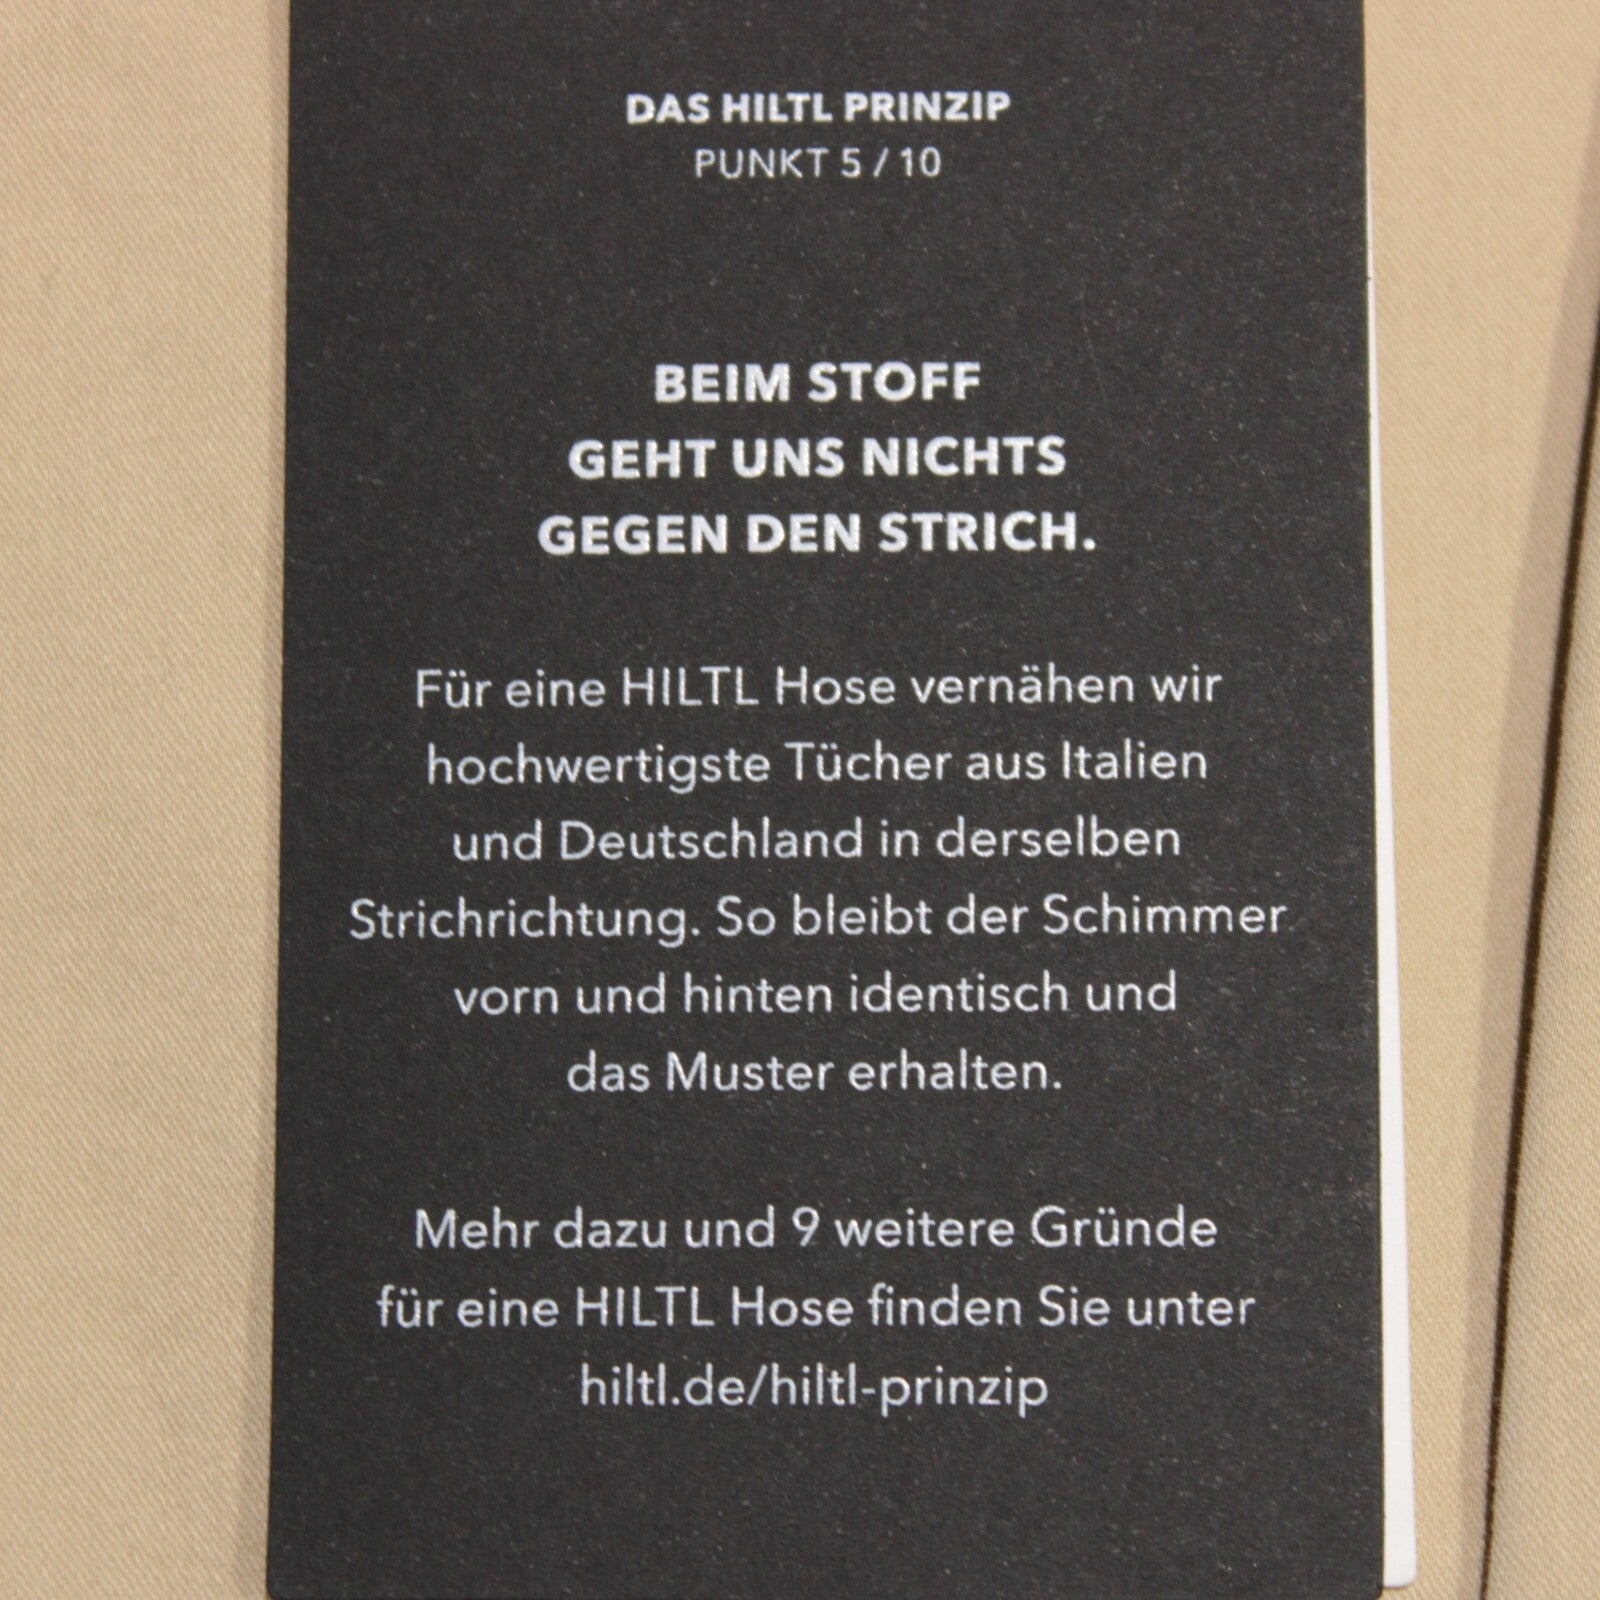 DAS HILTL PRINZIP
PUNKT 5 / 10
BEIM STOFF
GEHT UNS NICHTS
GEGEN DEN STRICH.
Für eine HILTL Hose vernähen wir
hochwertigste Tücher aus Italien
und Deutschland in derselben
Strichrichtung. So bleibt der Schimmer
vorn und hinten identisch und
das Muster erhalten.
Mehr dazu und 9 weitere Gründe
für eine HILTL Hose finden Sie unter
hiltl.de/hiltl-prinzip